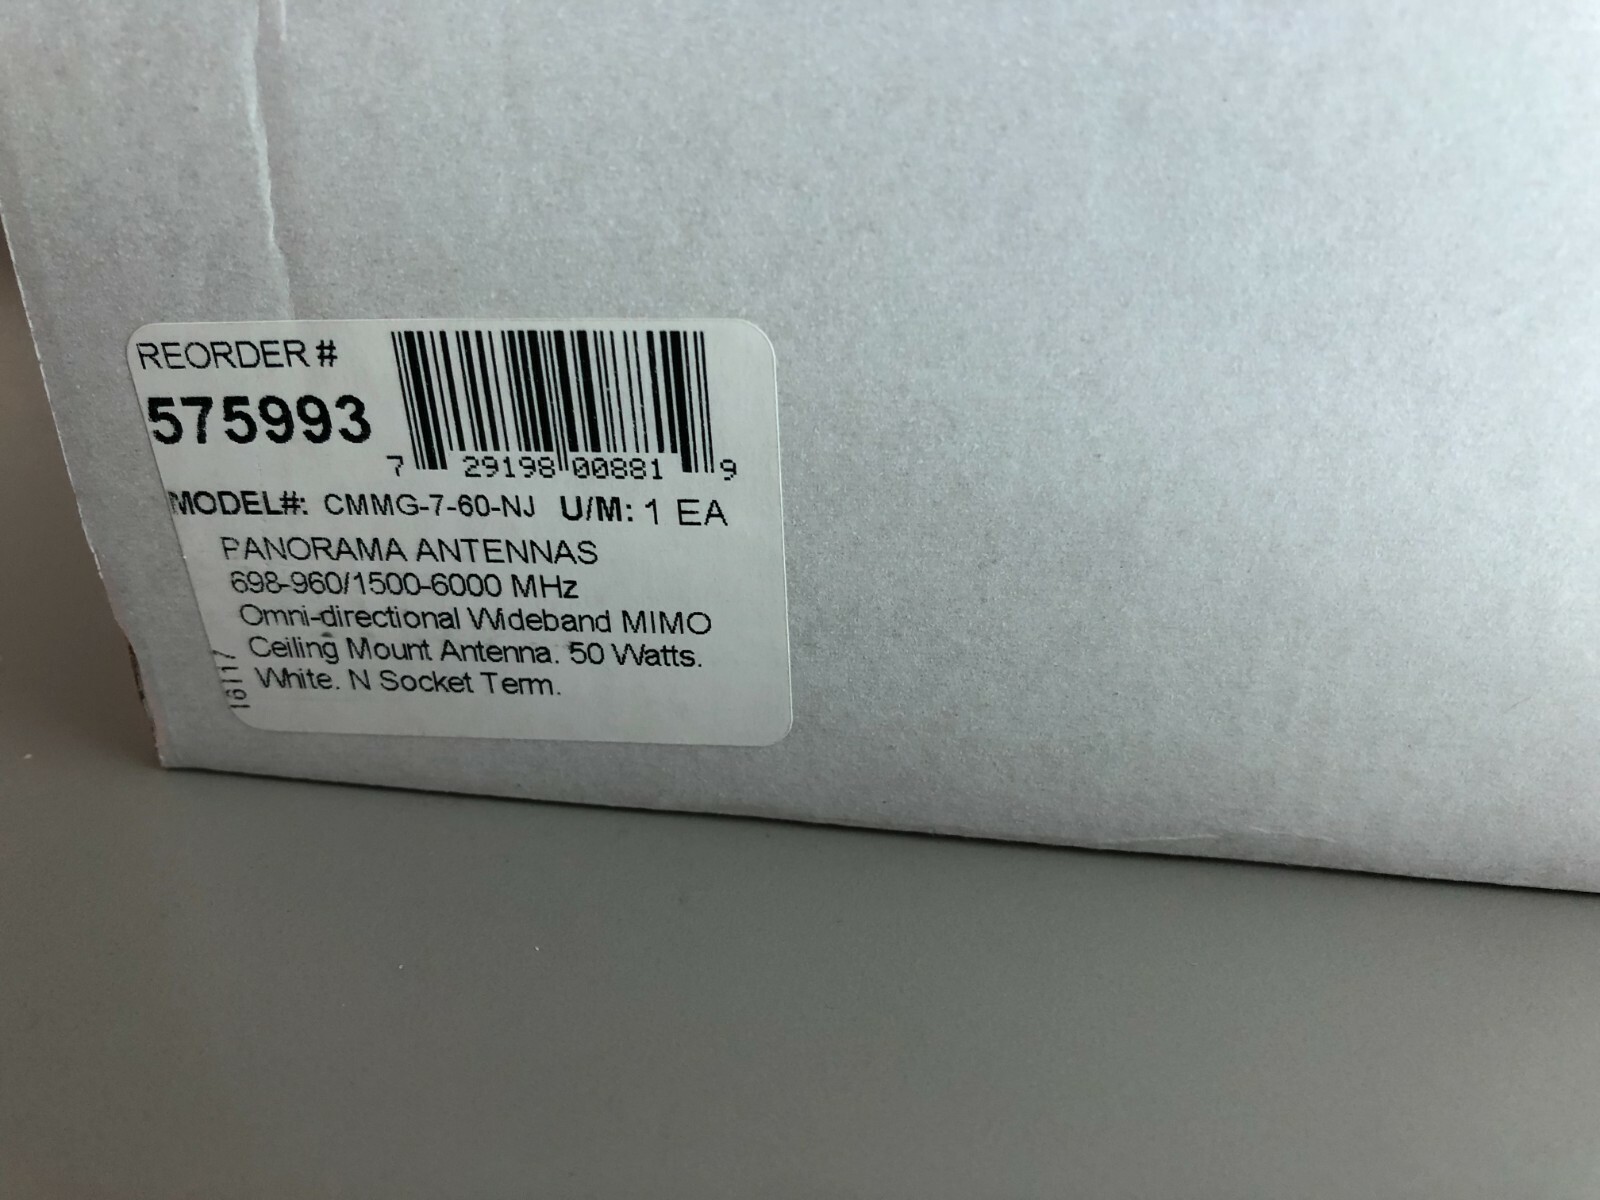 REORDER #
575993
7 29198 00881 9
MODEL#: CMMG-7-60-NJ U/M: 1 EA
PANORAMA ANTENNAS
698-960/1500-6000 MHz
Omni-directional Wideband MIMO
Ceiling Mount Antenna. 50 Watts.
White. N Socket Term.
16117